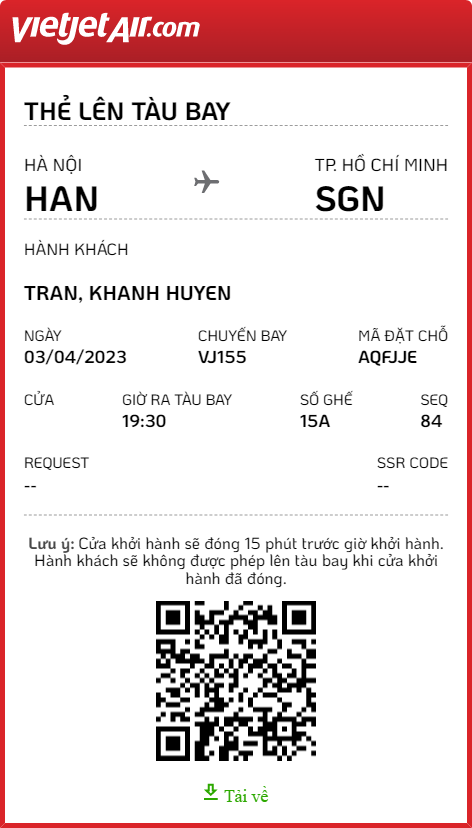 vietjetAir.com
THẺ LÊN TÀU BAY
HÀ NỘI TP. HỒ CHÍ MINH
HAN SGN
HÀNH KHÁCH
TRAN, KHANH HUYEN
NGÀY CHUYẾN BAY MÃ ĐẶT CHỖ
03/04/2023 VJ155 AQFJJE
CỬA GIỜ RA TÀU BAY SỐ GHẾ SEQ
19:30 15A 84
REQUEST SSR CODE
-- --
Lưu ý: Cửa khởi hành sẽ đóng 15 phút trước giờ khởi hành.
Hành khách sẽ không được phép lên tàu bay khi cửa khởi
hành đã đóng.
Tải về